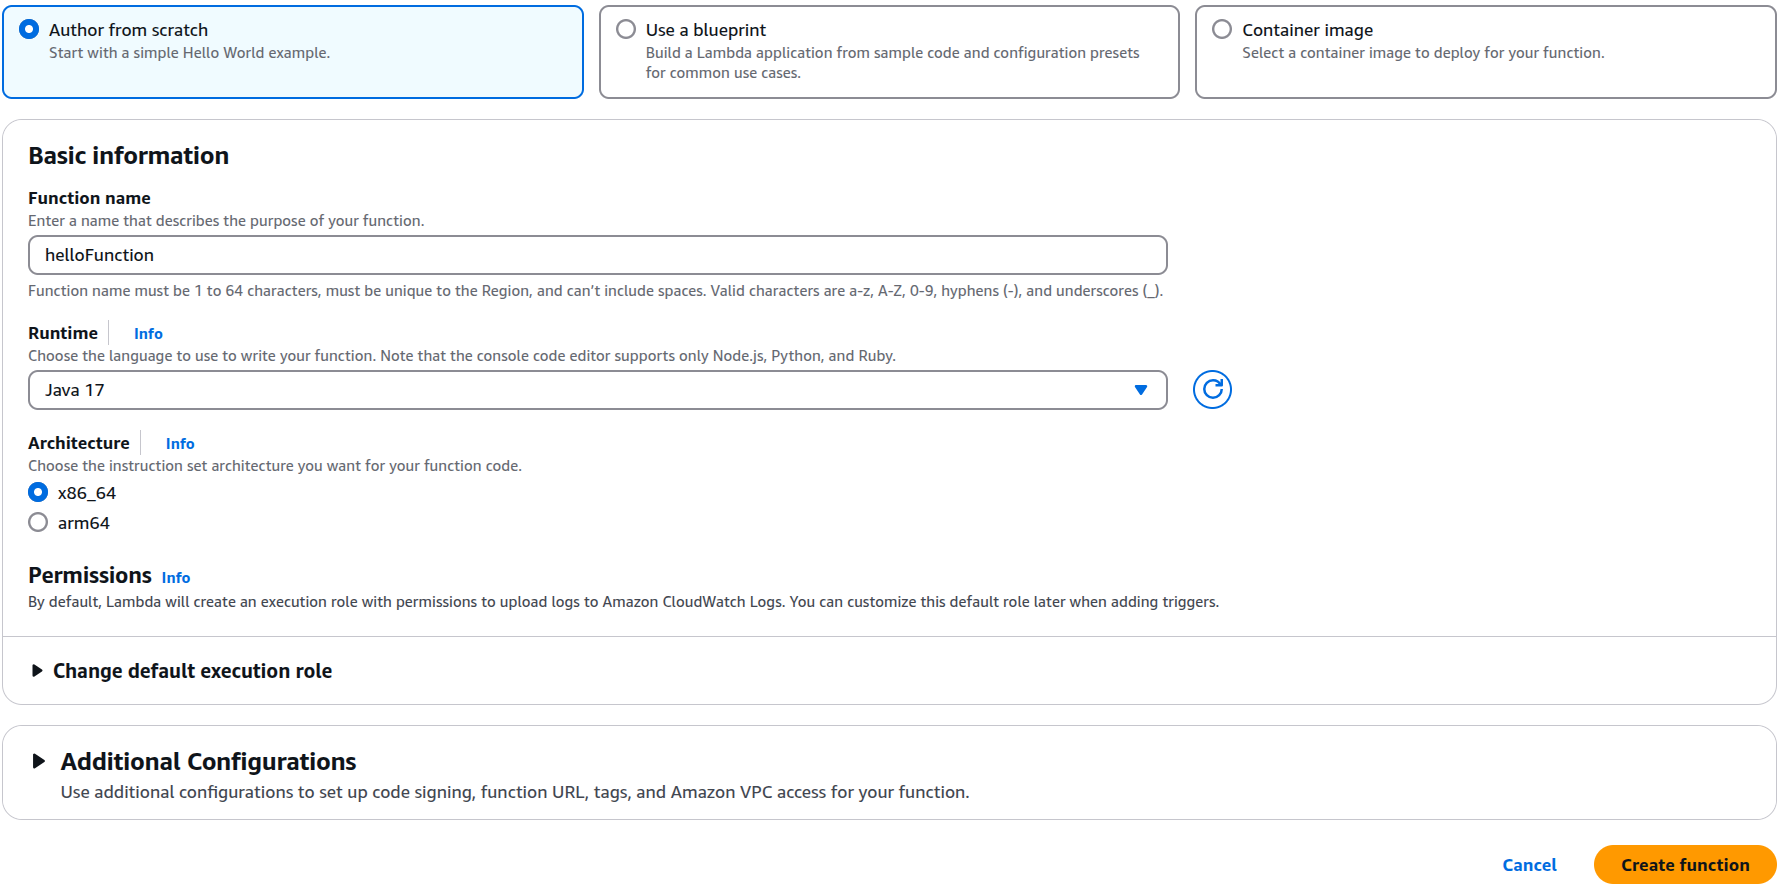 Author from scratch
Start with a simple Hello World example.
Use a blueprint
Build a Lambda application from sample code and configuration presets
for common use cases.
Container image
Select a container image to deploy for your function.
Basic information
Function name
Enter a name that describes the purpose of your function.
helloFunction
Function name must be 1 to 64 characters, must be unique to the Region, and can’t include spaces. Valid characters are a-z, A-Z, 0-9, hyphens (-), and underscores (_).
Runtime Info
Choose the language to use to write your function. Note that the console code editor supports only Node.js, Python, and Ruby.
Java 17
Architecture Info
Choose the instruction set architecture you want for your function code.
x86_64
arm64
Permissions Info
By default, Lambda will create an execution role with permissions to upload logs to Amazon CloudWatch Logs. You can customize this default role later when adding triggers.
Change default execution role
Additional Configurations
Use additional configurations to set up code signing, function URL, tags, and Amazon VPC access for your function.
Cancel Create function